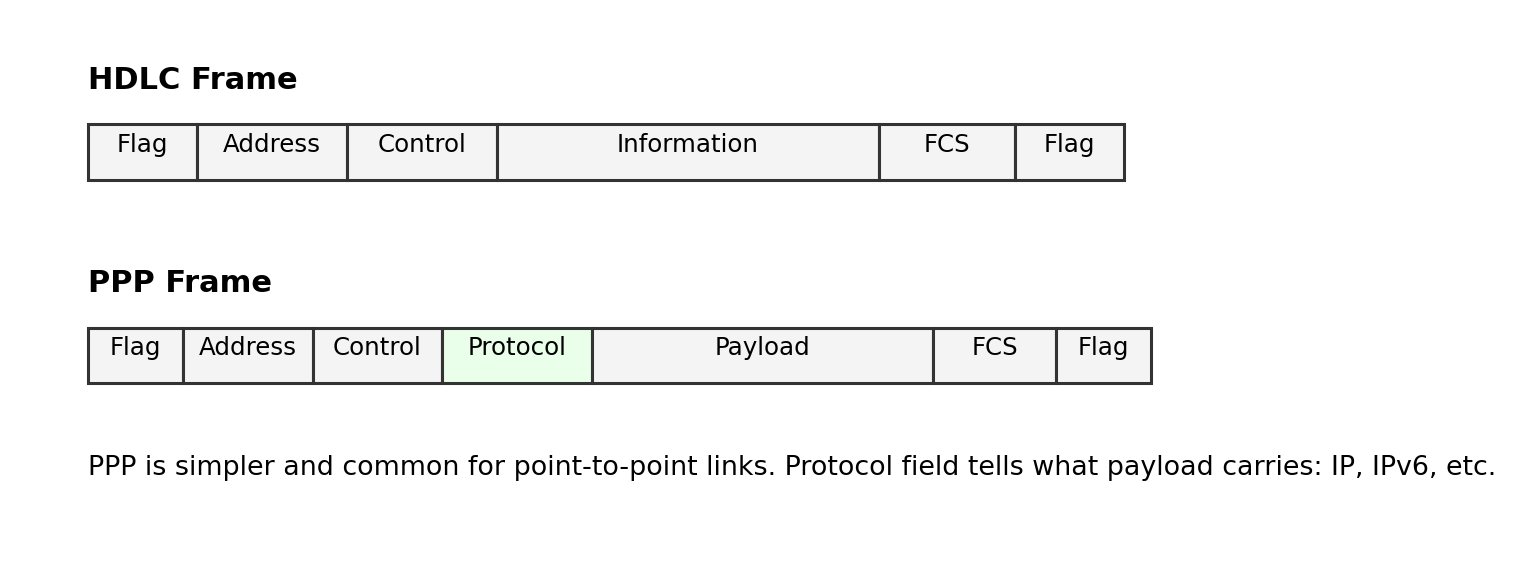 HDLC Frame
Flag Address Control Information FCS Flag
PPP Frame
Flag Address Control Protocol Payload FCS Flag
PPP is simpler and common for point-to-point links. Protocol field tells what payload carries: IP, IPv6, etc.